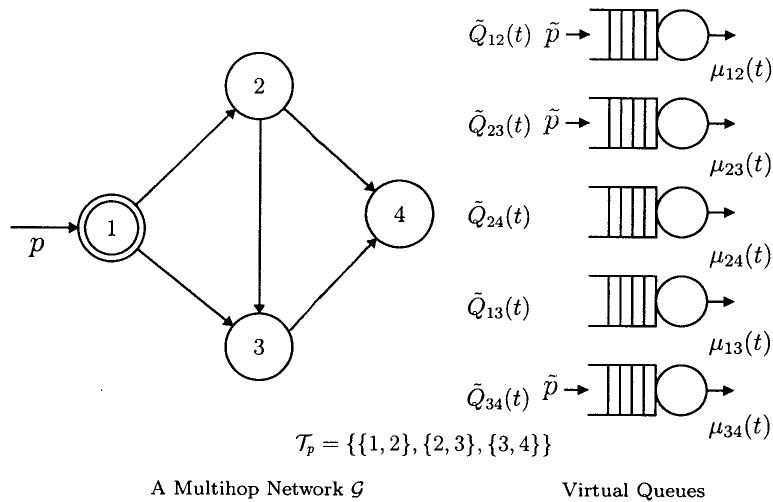 Q̃₁₂(t) p̃ μ₁₂(t)
2
Q̃₂₃(t) p̃ μ₂₃(t)
1
p
4
Q̃₂₄(t) μ₂₄(t)
Q̃₁₃(t) μ₁₃(t)
3
Q̃₃₄(t) p̃ μ₃₄(t)
𝒯ₚ = {{1, 2}, {2, 3}, {3, 4}}
A Multihop Network 𝒢
Virtual Queues